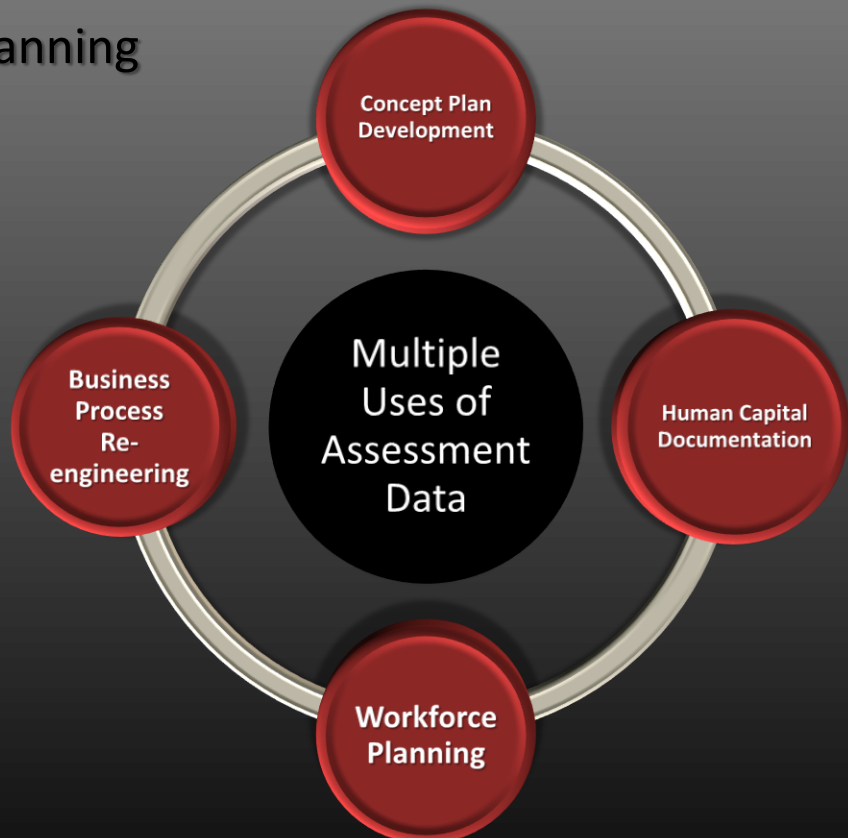 anning
Concept Plan
Development
Business
Process
Re-
engineering
Multiple
Uses of
Assessment
Data
Human Capital
Documentation
Workforce
Planning